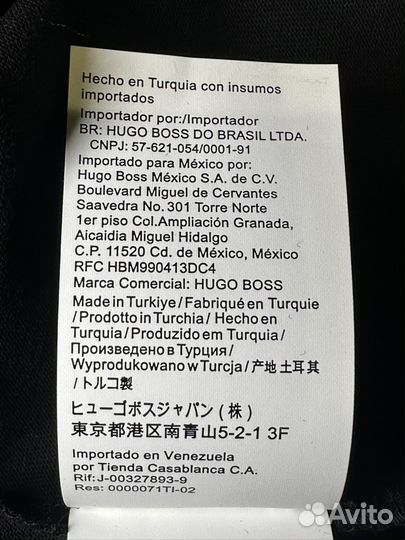 Hecho en Turquia con insumos
importados
Importador por:/Importador
BR: HUGO BOSS DO BRASIL LTDA.
CNPJ: 57-621-054/0001-91
Importado para México por:
Hugo Boss México S.A. de C.V.
Boulevard Miguel de Cervantes
Saavedra No. 301 Torre Norte
1er piso Col.Ampliación Granada,
Aicaidia Miguel Hidalgo
C.P. 11520 Cd. de México, México
RFC HBM990413DC4
Marca Comercial: HUGO BOSS
Made in Turkiye / Fabriqué en Turquie
/ Prodotto in Turchia / Hecho en
Turquia / Produzido em Turquia /
Произведено в Турция /
Wyprodukowano w Turcja / 产地 土耳其
/ トルコ製
ヒューゴボスジャパン (株)
東京都港区南青山5-2-1 3F
Importado en Venezuela
por Tienda Casablanca C.A.
Rif: J-00327893-9
Res: 0000071TI-02
Avito